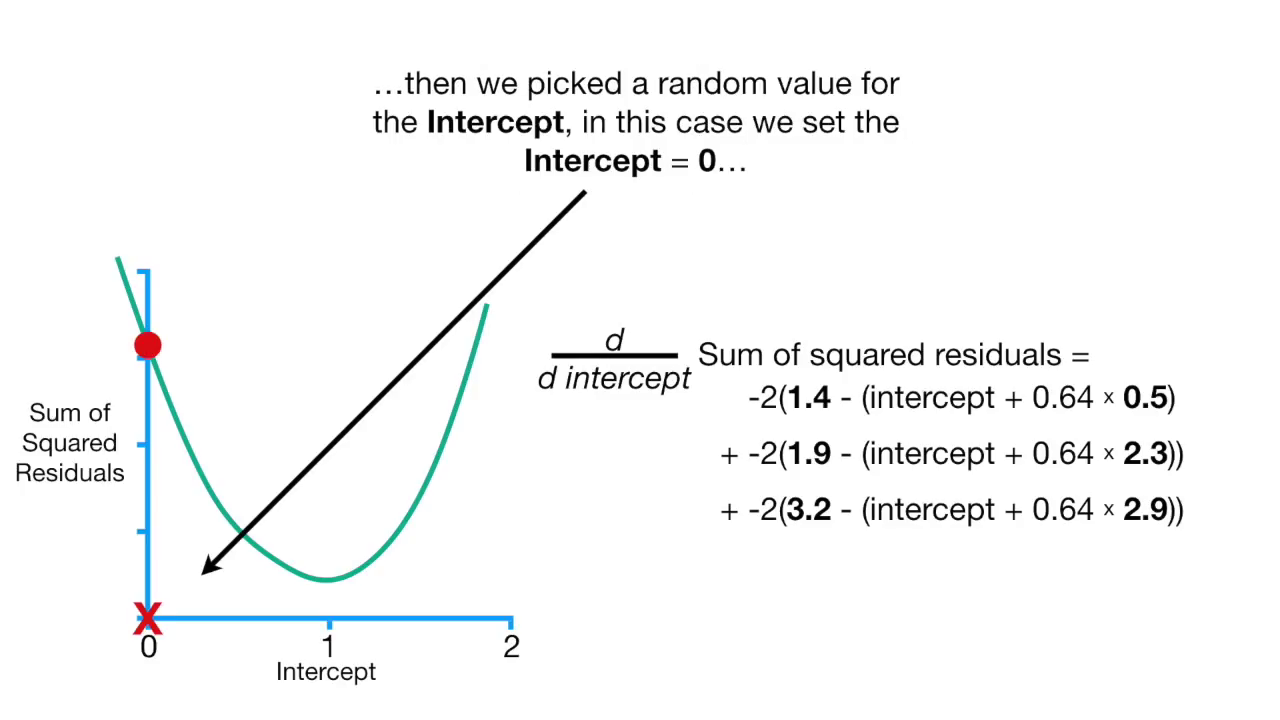 …then we picked a random value for
the Intercept, in this case we set the
Intercept = 0…
d
d intercept
Sum of squared residuals =
-2(1.4 - (intercept + 0.64 × 0.5)
+ -2(1.9 - (intercept + 0.64 × 2.3))
+ -2(3.2 - (intercept + 0.64 × 2.9))
Sum of
Squared
Residuals
X
0 1 2
Intercept